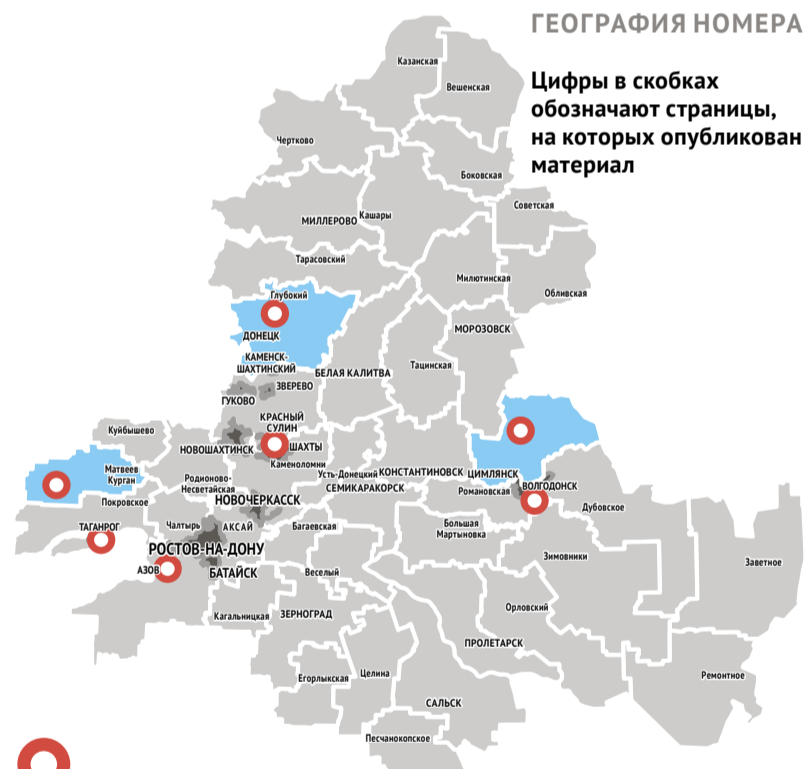 ГЕОГРАФИЯ НОМЕРА
Цифры в скобках
обозначают страницы,
на которых опубликован
материал
Казанская
Вешенская
Чертково
Боковская
Советская
МИЛЛЕРОВО
Кашары
Тарасовский
Милютинская
Обливская
Глубокий
ДОНЕЦК
МОРОЗОВСК
КАМЕНСК-
ШАХТИНСКИЙ
БЕЛАЯ КАЛИТВА
Тацинская
ЗВЕРЕВО
ГУКОВО
КРАСНЫЙ
СУЛИН
Куйбышево
НОВОШАХТИНСК
ШАХТЫ
Каменоломни
Матвеев
Курган
Родионово-
Несветайская
Усть-Донецкий
КОНСТАНТИНОВСК
ЦИМЛЯНСК
СЕМИКАРАКОРСК
Романовская
ВОЛГОДОНСК
Покровское
НОВОЧЕРКАССК
Дубовское
ТАГАНРОГ
Чалтырь
АКСАЙ
Багаевская
Большая
Мартыновка
РОСТОВ-НА-ДОНУ
Зимовники
Заветное
АЗОВ
БАТАЙСК
Веселый
Кагальницкая
ЗЕРНОГРАД
Орловский
ПРОЛЕТАРСК
Егорлыкская
Целина
Ремонтное
САЛЬСК
Песчанокопское